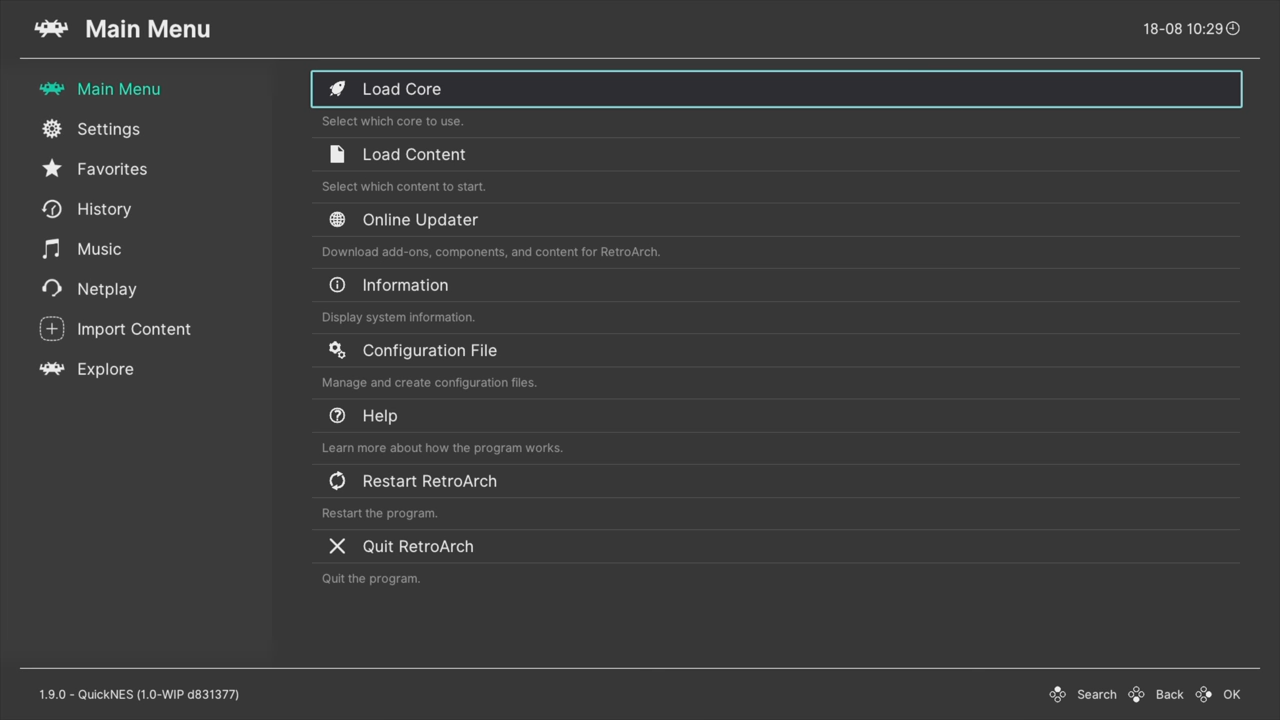 Main Menu
18-08 10:29
Main Menu
Settings
Favorites
History
Music
Netplay
Import Content
Explore
Load Core
Select which core to use.
Load Content
Select which content to start.
Online Updater
Download add-ons, components, and content for RetroArch.
Information
Display system information.
Configuration File
Manage and create configuration files.
Help
Learn more about how the program works.
Restart RetroArch
Restart the program.
Quit RetroArch
Quit the program.
1.9.0 - QuickNES (1.0-WIP d831377)
Search Back OK